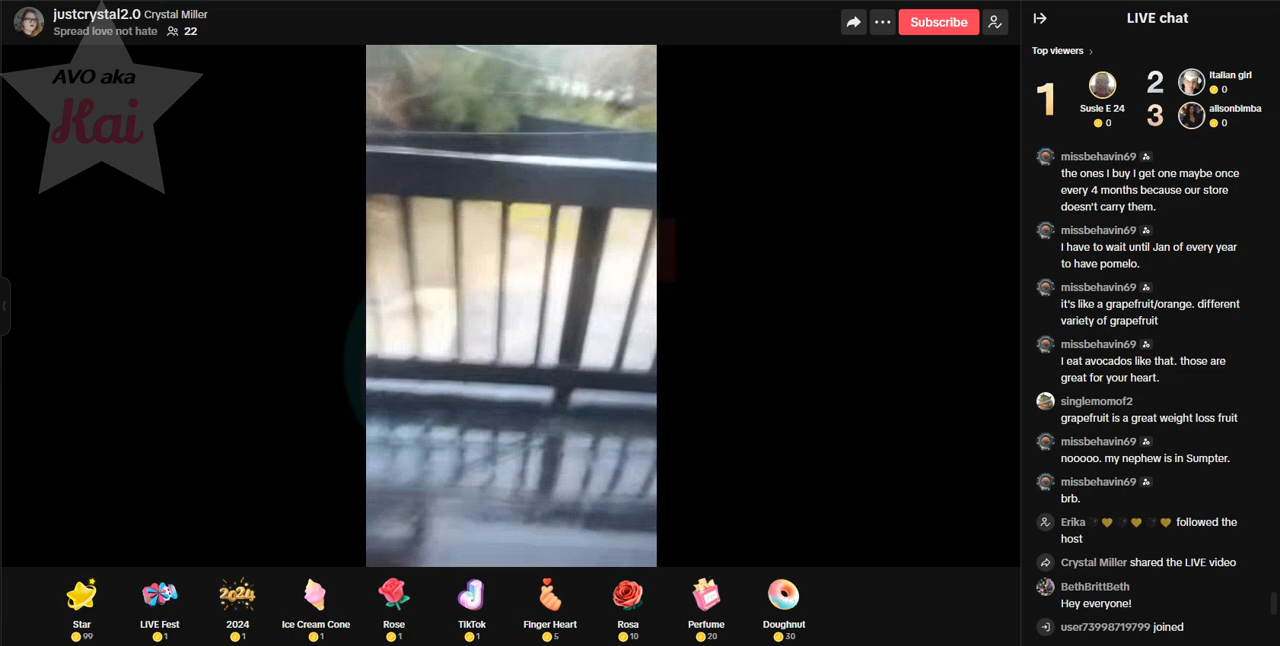 justcrystal2.0 Crystal Miller
Spread love not hate 22
Subscribe
LIVE chat
AVO aka
Kai
Top viewers
1
Susie E 24
0
2
Italian girl
0
3
alisonbimba
0
missbehavin69
the ones I buy I get one maybe once
every 4 months because our store
doesn't carry them.
missbehavin69
I have to wait until Jan of every year
to have pomelo.
missbehavin69
it's like a grapefruit/orange. different
variety of grapefruit
missbehavin69
I eat avocados like that. those are
great for your heart.
singlemomof2
grapefruit is a great weight loss fruit
missbehavin69
nooooo. my nephew is in Sumpter.
missbehavin69
brb.
Erika 💛 💛 💛 followed the
host
Crystal Miller shared the LIVE video
BethBrittBeth
Hey everyone!
user73998719799 joined
2024
Star
99
LIVE Fest
1
2024
1
Ice Cream Cone
1
Rose
1
TikTok
1
Finger Heart
5
Rosa
10
Perfume
20
Doughnut
30